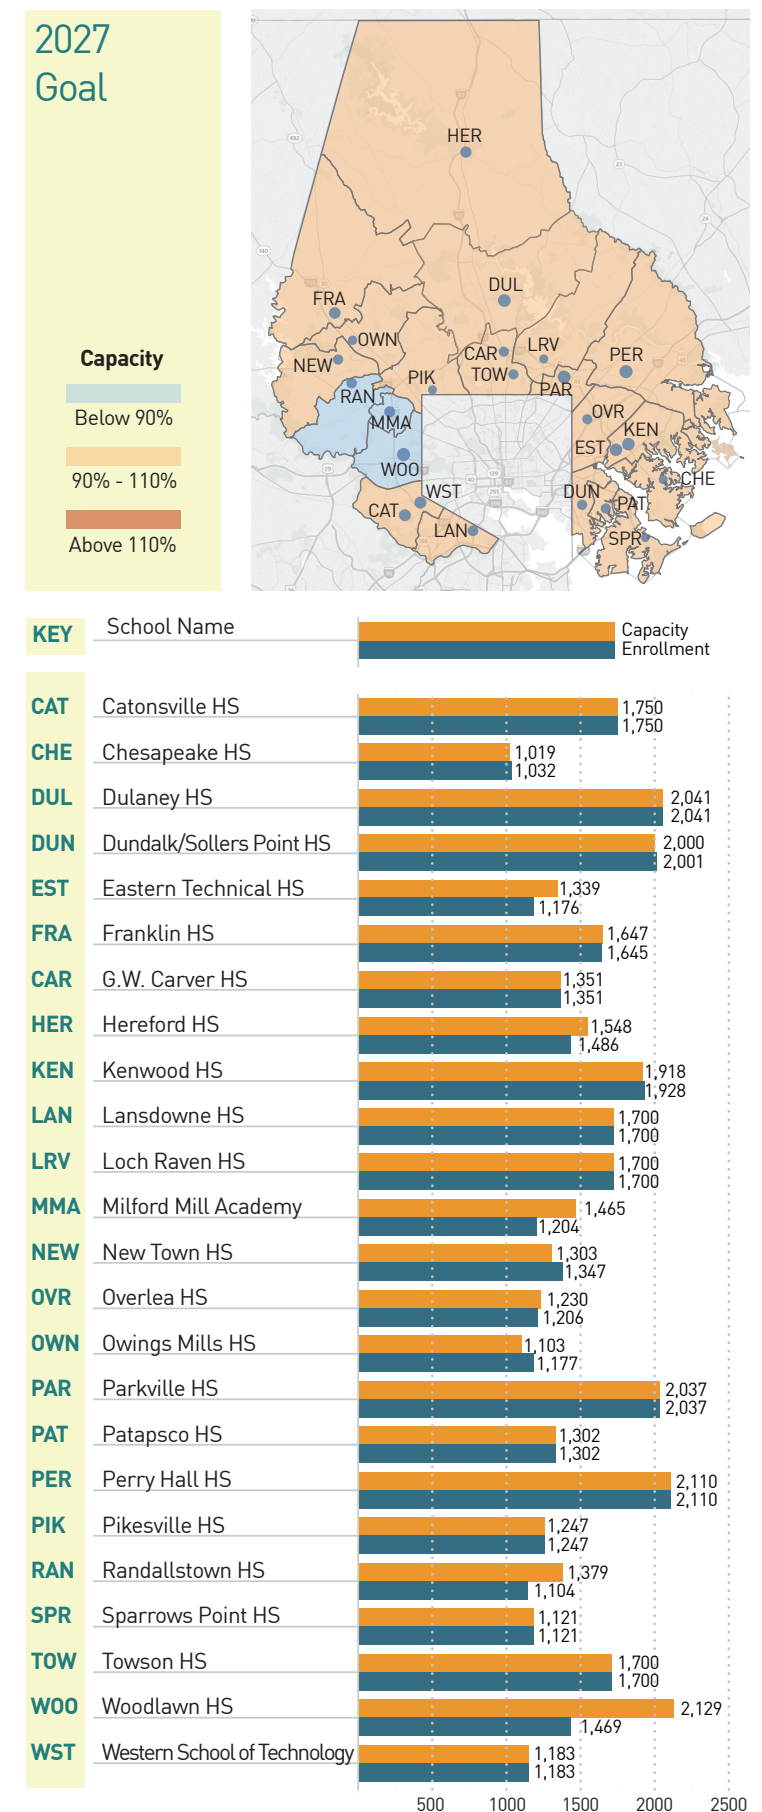 2027
Goal
Capacity
Below 90%
90% - 110%
Above 110%
HER
DUL
FRA
OWN
NEW
CAR
LRV
TOW
PER
PIK
PAR
RAN
MMA
OVR
KEN
EST
WOO
WST
CHE
DUN
PAT
CAT
LAN
SPR
KEY School Name Capacity
Enrollment
CAT Catonsville HS 1,750
1,750
CHE Chesapeake HS 1,019
1,032
DUL Dulaney HS 2,041
2,041
DUN Dundalk/Sollers Point HS 2,000
2,001
EST Eastern Technical HS 1,339
1,176
FRA Franklin HS 1,647
1,645
CAR G.W. Carver HS 1,351
1,351
HER Hereford HS 1,548
1,486
KEN Kenwood HS 1,918
1,928
LAN Lansdowne HS 1,700
1,700
LRV Loch Raven HS 1,700
1,700
MMA Milford Mill Academy 1,465
1,204
NEW New Town HS 1,303
1,347
OVR Overlea HS 1,230
1,206
OWN Owings Mills HS 1,103
1,177
PAR Parkville HS 2,037
2,037
PAT Patapsco HS 1,302
1,302
PER Perry Hall HS 2,110
2,110
PIK Pikesville HS 1,247
1,247
RAN Randallstown HS 1,379
1,104
SPR Sparrows Point HS 1,121
1,121
TOW Towson HS 1,700
1,700
WOO Woodlawn HS 2,129
1,469
WST Western School of Technology 1,183
1,183
500 1000 1500 2000 2500